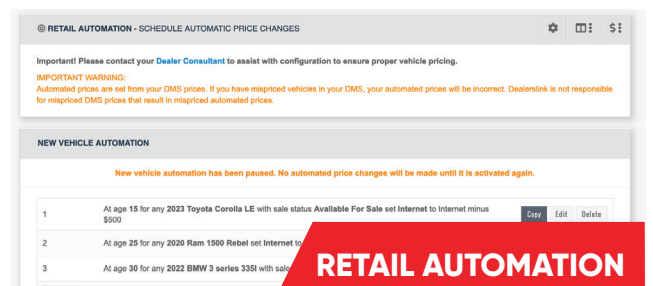 RETAIL AUTOMATION - SCHEDULE AUTOMATIC PRICE CHANGES
Important! Please contact your Dealer Consultant to assist with configuration to ensure proper vehicle pricing.
IMPORTANT WARNING:
Automated prices are set from your DMS prices. If you have mispriced vehicles in your DMS, your automated prices will be incorrect. Dealerslink is not responsible
for mispriced DMS prices that result in mispriced automated prices.
NEW VEHICLE AUTOMATION
New vehicle automation has been paused. No automated price changes will be made until it is activated again.
1 At age 15 for any 2023 Toyota Corolla LE with sale status Available For Sale set Internet to Internet minus
$500
Copy Edit Delete
2 At age 25 for any 2020 Ram 1500 Rebel set Internet to
3 At age 30 for any 2022 BMW 3 series 335I with sale
RETAIL AUTOMATION